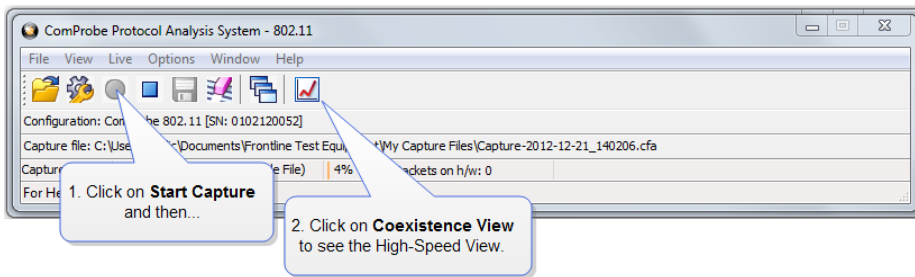 ComProbe Protocol Analysis System - 802.11
File View Live Options Window Help
Configuration: Com be 802.11 [SN: 0102120052]
Capture file: C:\Use \Documents\Frontline Test Equ t\My Capture Files\Capture-2012-12-21_140206.cfa
Captur e File) 4% ackets on h/w: 0
For He
1. Click on Start Capture
and then...
2. Click on Coexistence View
to see the High-Speed View.